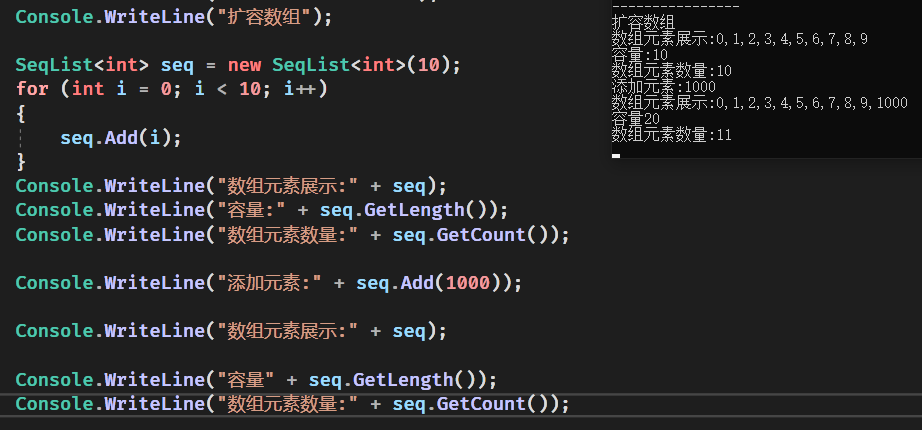 Console.WriteLine("扩容数组");
SeqList<int> seq = new SeqList<int>(10);
for (int i = 0; i < 10; i++)
{
    seq.Add(i);
}
Console.WriteLine("数组元素展示:" + seq);
Console.WriteLine("容量:" + seq.GetLength());
Console.WriteLine("数组元素数量:" + seq.GetCount());
Console.WriteLine("添加元素:" + seq.Add(1000));
Console.WriteLine("数组元素展示:" + seq);
Console.WriteLine("容量" + seq.GetLength());
Console.WriteLine("数组元素数量:" + seq.GetCount());
----------------
扩容数组
数组元素展示:0,1,2,3,4,5,6,7,8,9
容量:10
数组元素数量:10
添加元素:1000
数组元素展示:0,1,2,3,4,5,6,7,8,9,1000
容量20
数组元素数量:11